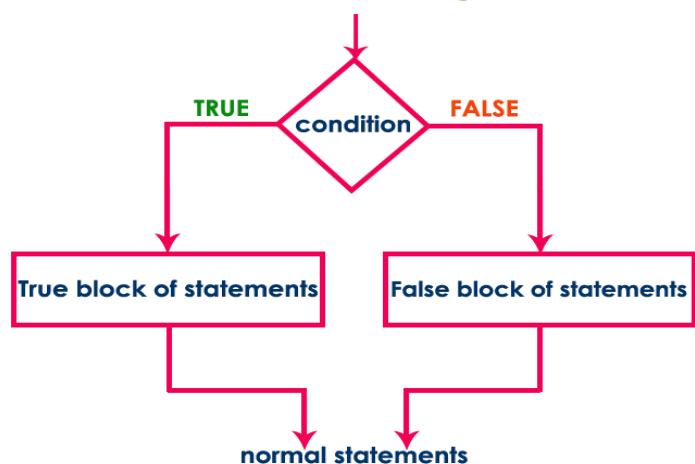 TRUE
FALSE
condition
True block of statements
False block of statements
normal statements